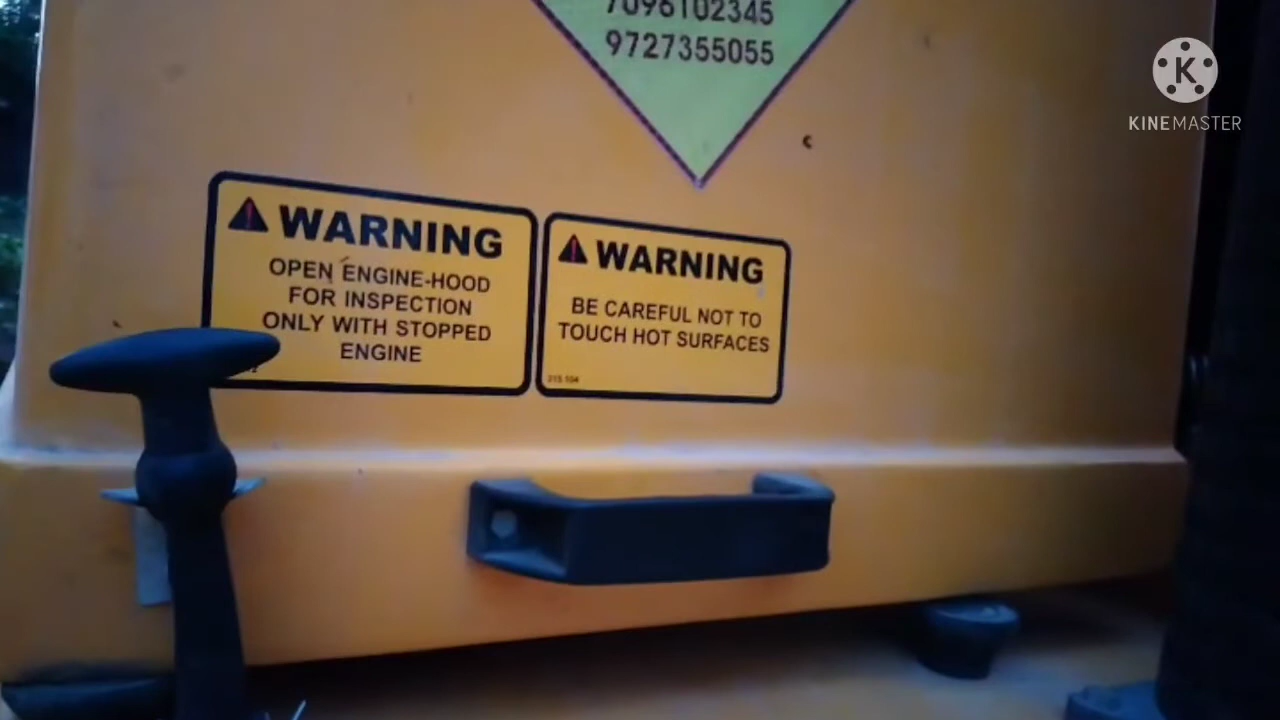 7096102345
9727355055
KINEMASTER
WARNING
OPEN ENGINE-HOOD
FOR INSPECTION
ONLY WITH STOPPED
ENGINE
WARNING
BE CAREFUL NOT TO
TOUCH HOT SURFACES